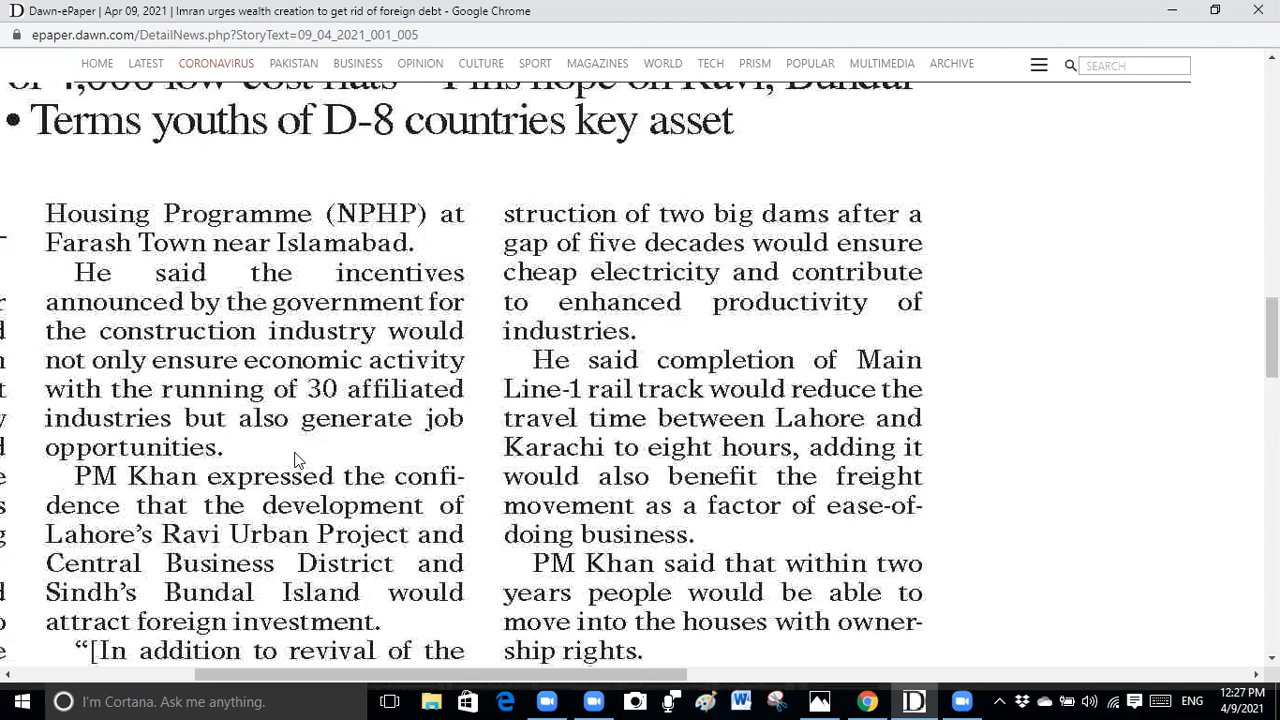 Dawn-ePaper | Apr 09, 2021 | Imran urges wealth creation to get rid of foreign debt - Google Chrome
epaper.dawn.com/DetailNews.php?StoryText=09_04_2021_001_005
HOME LATEST CORONAVIRUS PAKISTAN BUSINESS OPINION CULTURE SPORT MAGAZINES WORLD TECH PRISM POPULAR MULTIMEDIA ARCHIVE SEARCH
of 4,000 low-cost flats
• Terms youths of D-8 countries key asset
Housing Programme (NPHP) at
Farash Town near Islamabad.
He said the incentives
announced by the government for
the construction industry would
not only ensure economic activity
with the running of 30 affiliated
industries but also generate job
opportunities.
PM Khan expressed the confi-
dence that the development of
Lahore's Ravi Urban Project and
Central Business District and
Sindh's Bundal Island would
attract foreign investment.
“[In addition to revival of the
struction of two big dams after a
gap of five decades would ensure
cheap electricity and contribute
to enhanced productivity of
industries.
He said completion of Main
Line-1 rail track would reduce the
travel time between Lahore and
Karachi to eight hours, adding it
would also benefit the freight
movement as a factor of ease-of-
doing business.
PM Khan said that within two
years people would be able to
move into the houses with owner-
ship rights.
I'm Cortana. Ask me anything.
ENG
12:27 PM
4/9/2021